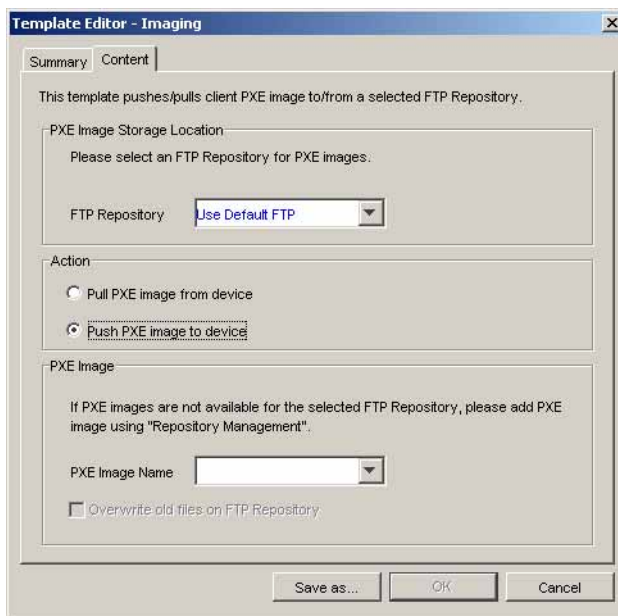 Template Editor - Imaging
Summary
Content
This template pushes/pulls client PXE image to/from a selected FTP Repository.
PXE Image Storage Location
Please select an FTP Repository for PXE images.
FTP Repository
Use Default FTP
Action
Pull PXE image from device
Push PXE image to device
PXE Image
If PXE images are not available for the selected FTP Repository, please add PXE
image using "Repository Management".
PXE Image Name
Overwrite old files on FTP Repository
Save as...
OK
Cancel